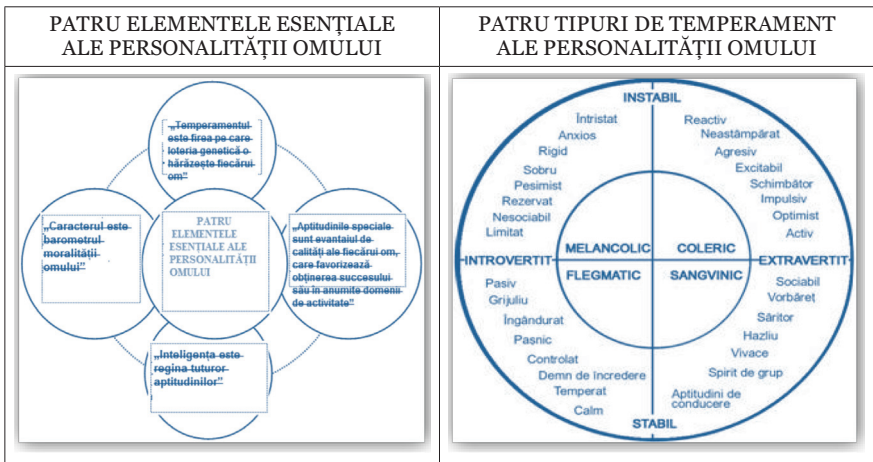 PATRU ELEMENTELE ESENȚIALE
ALE PERSONALITĂȚII OMULUI
„Temperamentul
este firea pe care
loteria genetică o
hărăzește fiecărui
om”
„Caracterul este
barometrul
moralității
omului”
PATRU
ELEMENTELE
ESENȚIALE ALE
PERSONALITĂȚII
OMULUI
„Aptitudinile speciale
sunt evantaiul de
calități ale fiecărui om,
care favorizează
obținerea succesului
său în anumite domenii
de activitate”
„Inteligența este
regina tuturor
aptitudinilor”
PATRU TIPURI DE TEMPERAMENT
ALE PERSONALITĂȚII OMULUI
INSTABIL
Întristat
Anxios
Rigid
Sobru
Pesimist
Rezervat
Nesociabil
Limitat
Reactiv
Neastâmpărat
Agresiv
Excitabil
Schimbător
Impulsiv
Optimist
Activ
MELANCOLIC
COLERIC
INTROVERTIT
EXTRAVERTIT
FLEGMATIC
SANGVINIC
Pasiv
Grijuliu
Îngândurat
Pașnic
Controlat
Demn de încredere
Temperat
Calm
Sociabil
Vorbăreț
Săritor
Hazliu
Vivace
Spirit de grup
Aptitudini de
conducere
STABIL